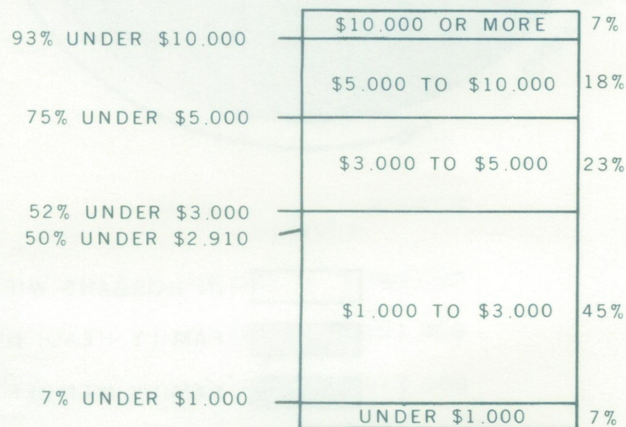 $10.000 OR MORE 7%
93% UNDER $10.000
$5.000 TO $10.000 18%
75% UNDER $5.000
$3.000 TO $5.000 23%
52% UNDER $3.000
50% UNDER $2.910
$1.000 TO $3.000 45%
7% UNDER $1.000
UNDER $1.000 7%